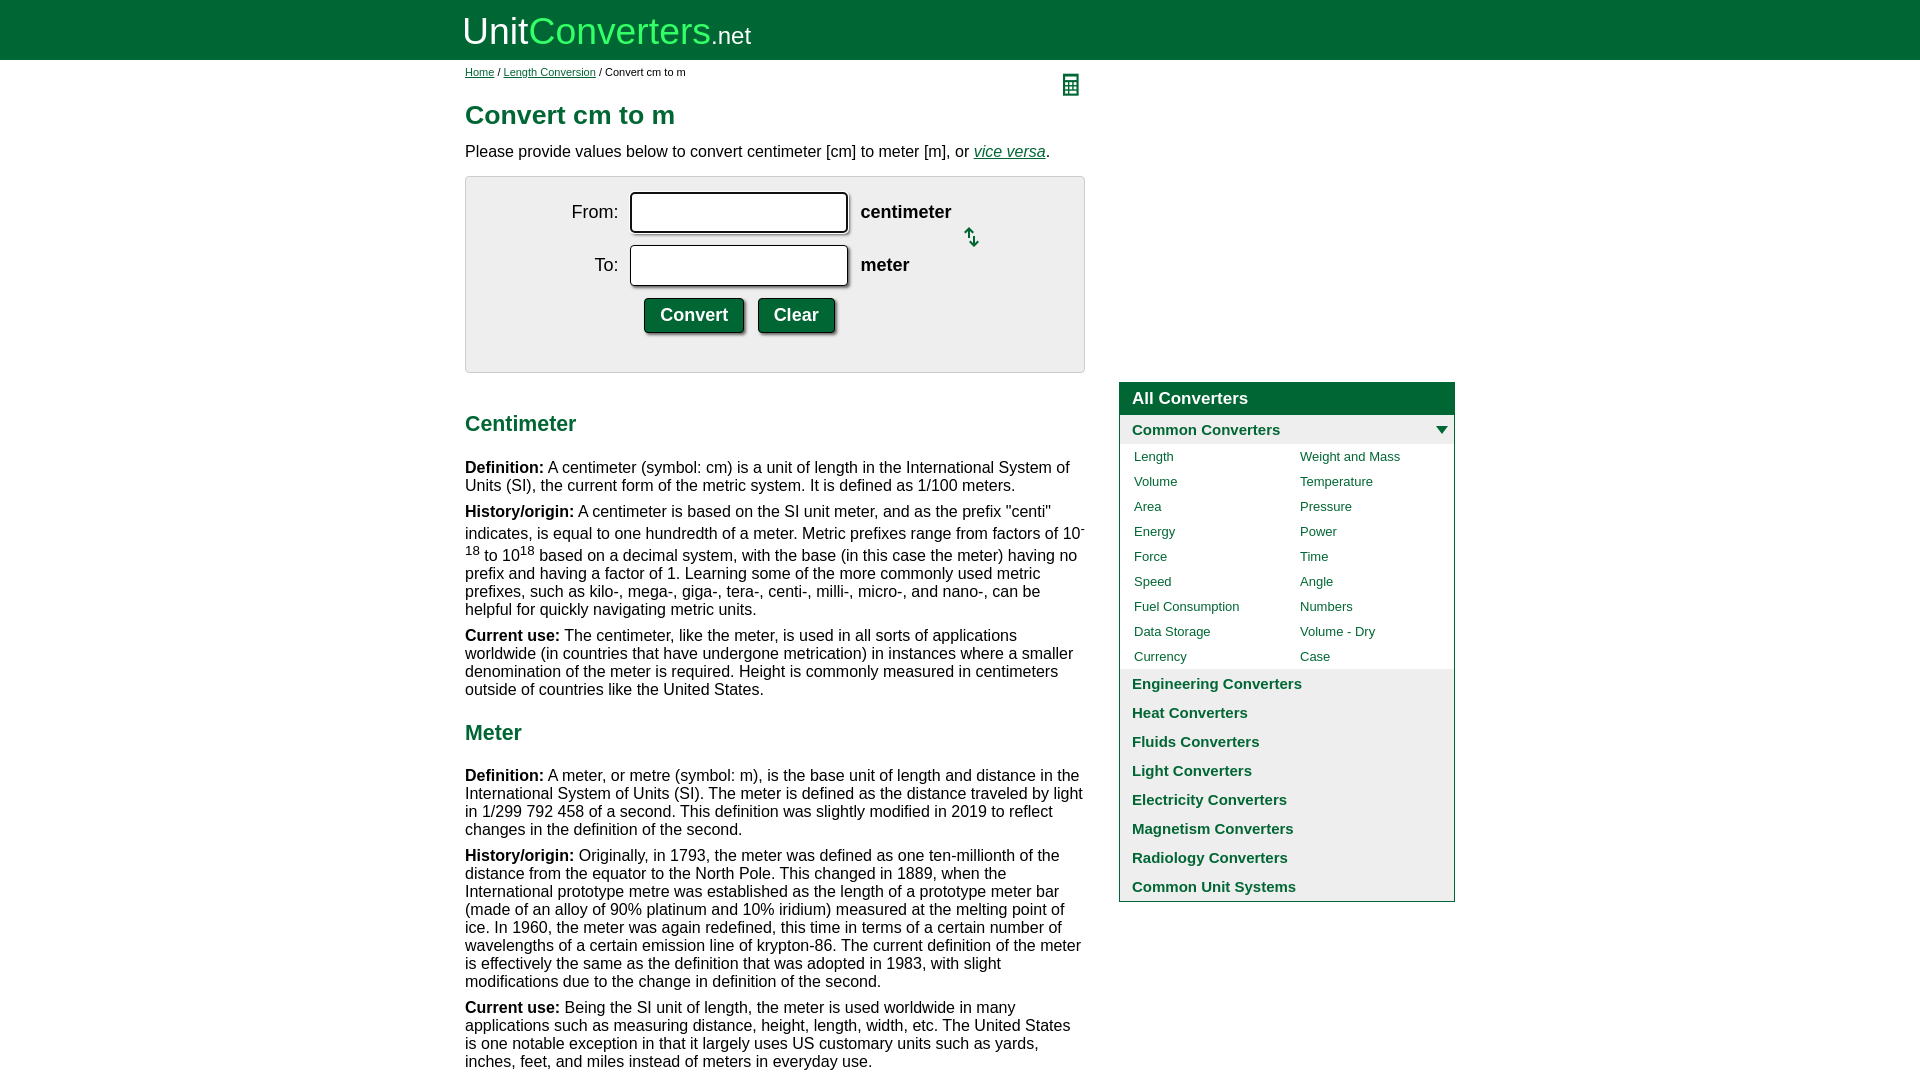 UnitConverters.net
Home / Length Conversion / Convert cm to m
Convert cm to m
Please provide values below to convert centimeter [cm] to meter [m], or vice versa.
From:
centimeter
To:
meter
Convert
Clear
Centimeter
Definition: A centimeter (symbol: cm) is a unit of length in the International System of
Units (SI), the current form of the metric system. It is defined as 1/100 meters.
History/origin: A centimeter is based on the SI unit meter, and as the prefix "centi"
indicates, is equal to one hundredth of a meter. Metric prefixes range from factors of 10-
18 to 1018 based on a decimal system, with the base (in this case the meter) having no
prefix and having a factor of 1. Learning some of the more commonly used metric
prefixes, such as kilo-, mega-, giga-, tera-, centi-, milli-, micro-, and nano-, can be
helpful for quickly navigating metric units.
Current use: The centimeter, like the meter, is used in all sorts of applications
worldwide (in countries that have undergone metrication) in instances where a smaller
denomination of the meter is required. Height is commonly measured in centimeters
outside of countries like the United States.
Meter
Definition: A meter, or metre (symbol: m), is the base unit of length and distance in the
International System of Units (SI). The meter is defined as the distance traveled by light
in 1/299 792 458 of a second. This definition was slightly modified in 2019 to reflect
changes in the definition of the second.
History/origin: Originally, in 1793, the meter was defined as one ten-millionth of the
distance from the equator to the North Pole. This changed in 1889, when the
International prototype metre was established as the length of a prototype meter bar
(made of an alloy of 90% platinum and 10% iridium) measured at the melting point of
ice. In 1960, the meter was again redefined, this time in terms of a certain number of
wavelengths of a certain emission line of krypton-86. The current definition of the meter
is effectively the same as the definition that was adopted in 1983, with slight
modifications due to the change in definition of the second.
Current use: Being the SI unit of length, the meter is used worldwide in many
applications such as measuring distance, height, length, width, etc. The United States
is one notable exception in that it largely uses US customary units such as yards,
inches, feet, and miles instead of meters in everyday use.
All Converters
Common Converters
Length
Weight and Mass
Volume
Temperature
Area
Pressure
Energy
Power
Force
Time
Speed
Angle
Fuel Consumption
Numbers
Data Storage
Volume - Dry
Currency
Case
Engineering Converters
Heat Converters
Fluids Converters
Light Converters
Electricity Converters
Magnetism Converters
Radiology Converters
Common Unit Systems